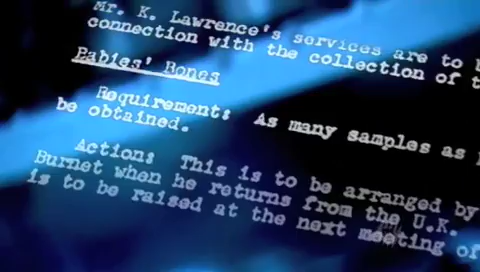 Mr. K. Lawrence's services are to
connection with the collection of
Babies' Bones
Requirement: As many samples as
be obtained.
Action: This is to be arranged by
Burnet when he returns from the U.K.
is to be raised at the next meeting of